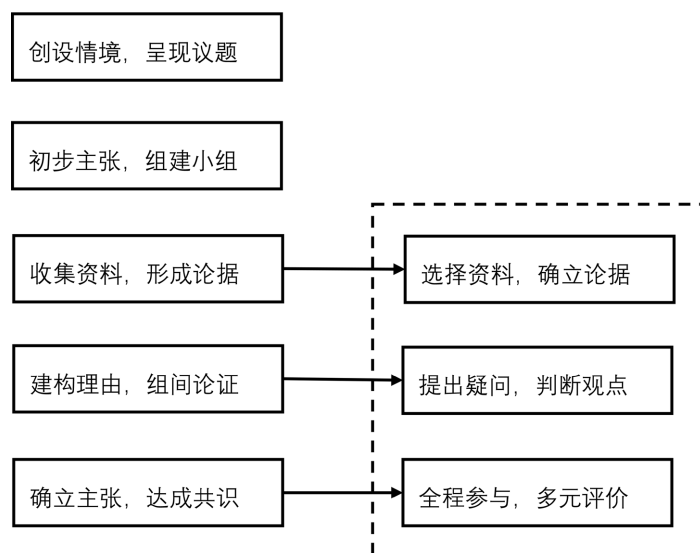 创设情境，呈现议题
初步主张，组建小组
收集资料，形成论据
选择资料，确立论据
建构理由，组间论证
提出疑问，判断观点
确立主张，达成共识
全程参与，多元评价